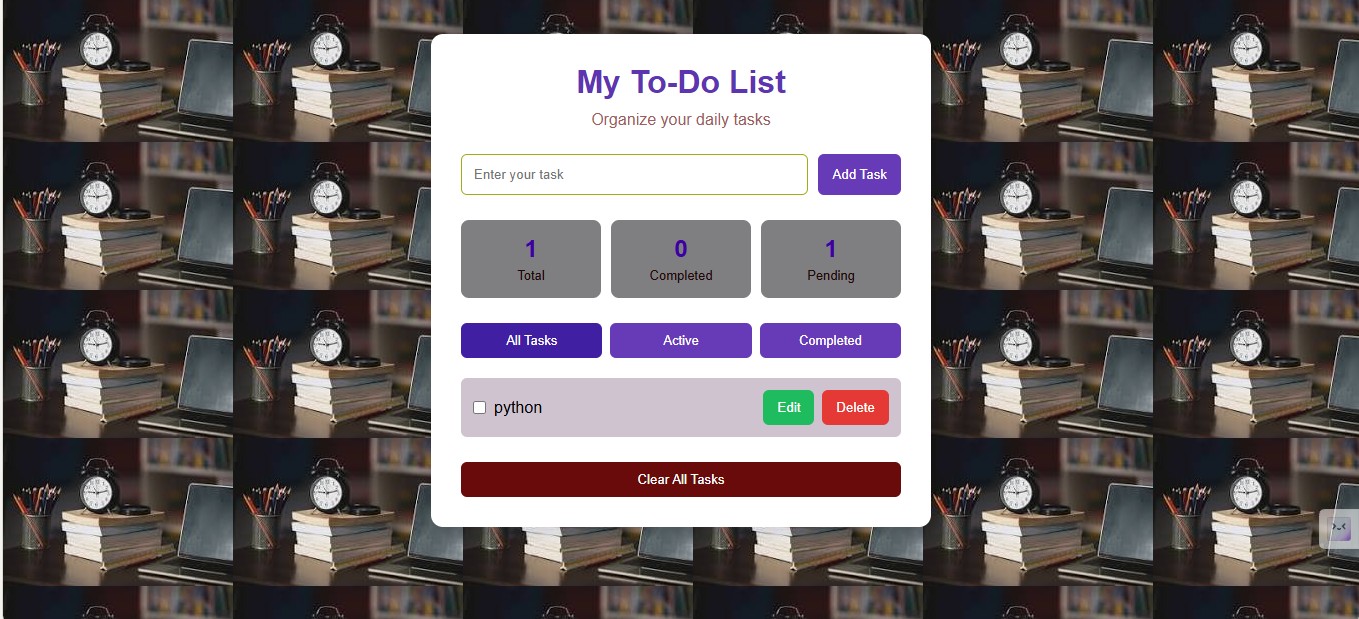 My To-Do List
Organize your daily tasks
Enter your task
Add Task
1
Total
0
Completed
1
Pending
All Tasks
Active
Completed
python
Edit
Delete
Clear All Tasks